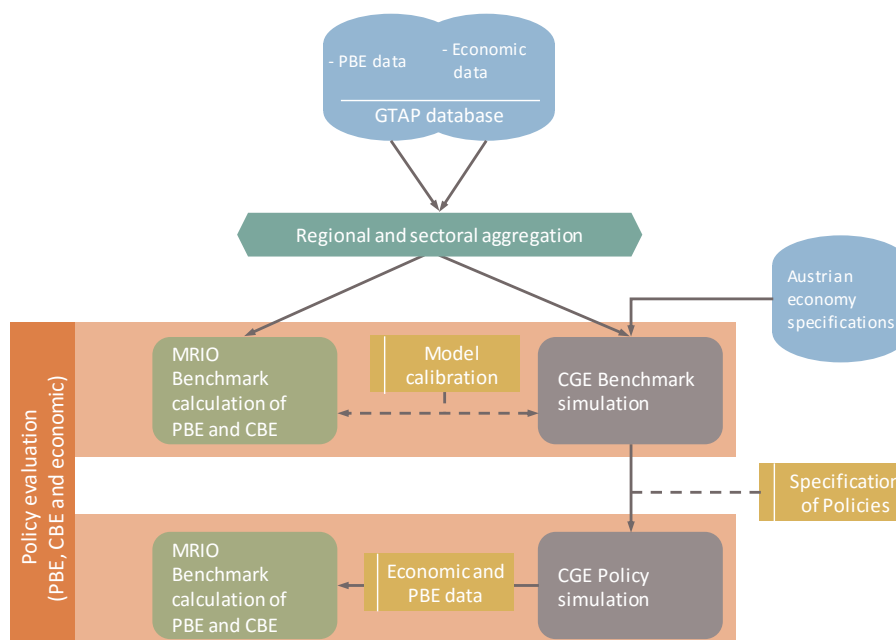 - PBE data
- Economic
data
GTAP database
Regional and sectoral aggregation
Austrian
economy
specifications
Policy evaluation
(PBE, CBE and economic)
MRIO
Benchmark
calculation of
PBE and CBE
Model
calibration
CGE Benchmark
simulation
Specification
of Policies
MRIO
Benchmark
calculation of
PBE and CBE
Economic and
PBE data
CGE Policy
simulation